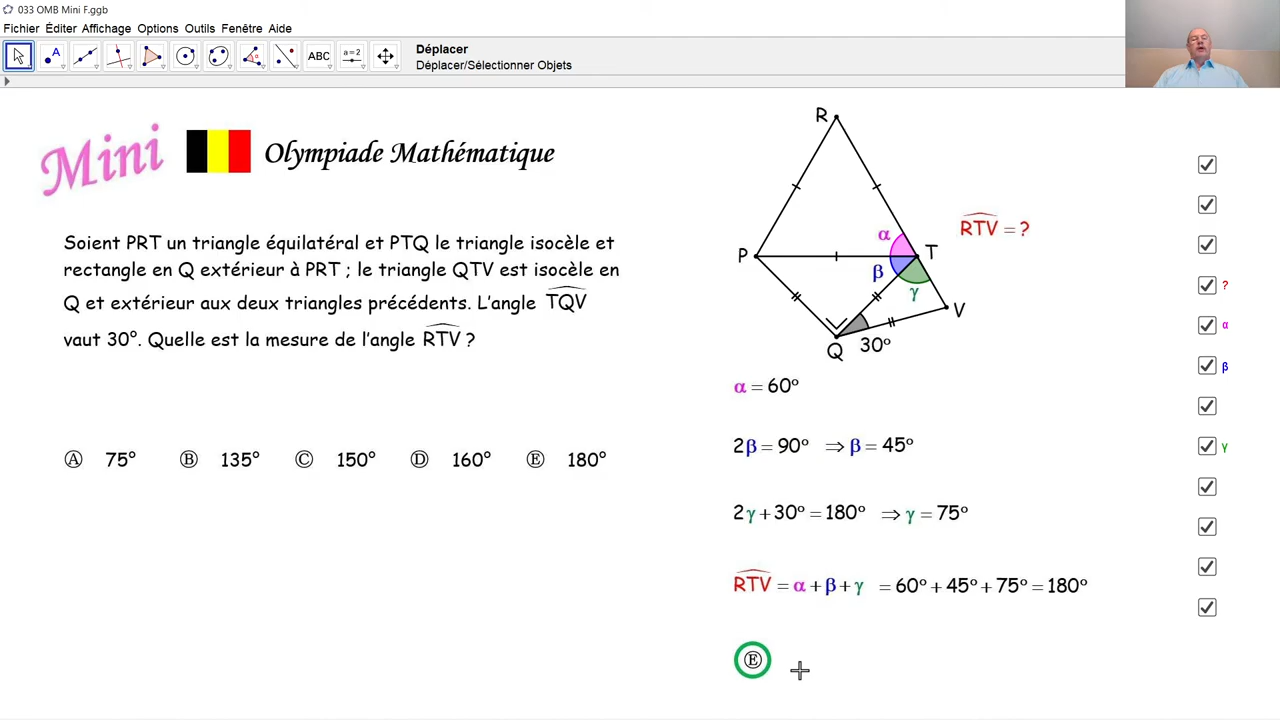 033 OMB Mini F.ggb
Fichier Éditer Affichage Options Outils Fenêtre Aide
A ABC a=2 Déplacer
Déplacer/Sélectionner Objets
Mini Olympiade Mathématique
Soient PRT un triangle équilatéral et PTQ le triangle isocèle et
rectangle en Q extérieur à PRT ; le triangle QTV est isocèle en
Q et extérieur aux deux triangles précédents. L'angle TQV
vaut 30°. Quelle est la mesure de l'angle RTV ?
Ⓐ 75° Ⓑ 135° Ⓒ 150° Ⓓ 160° Ⓔ 180°
R
RTV = ?
α
P T
β
γ
V
Q 30°
α = 60°
2β = 90° ⇒ β = 45°
2γ + 30° = 180° ⇒ γ = 75°
RTV = α + β + γ = 60° + 45° + 75° = 180°
Ⓔ
?
α
β
γ